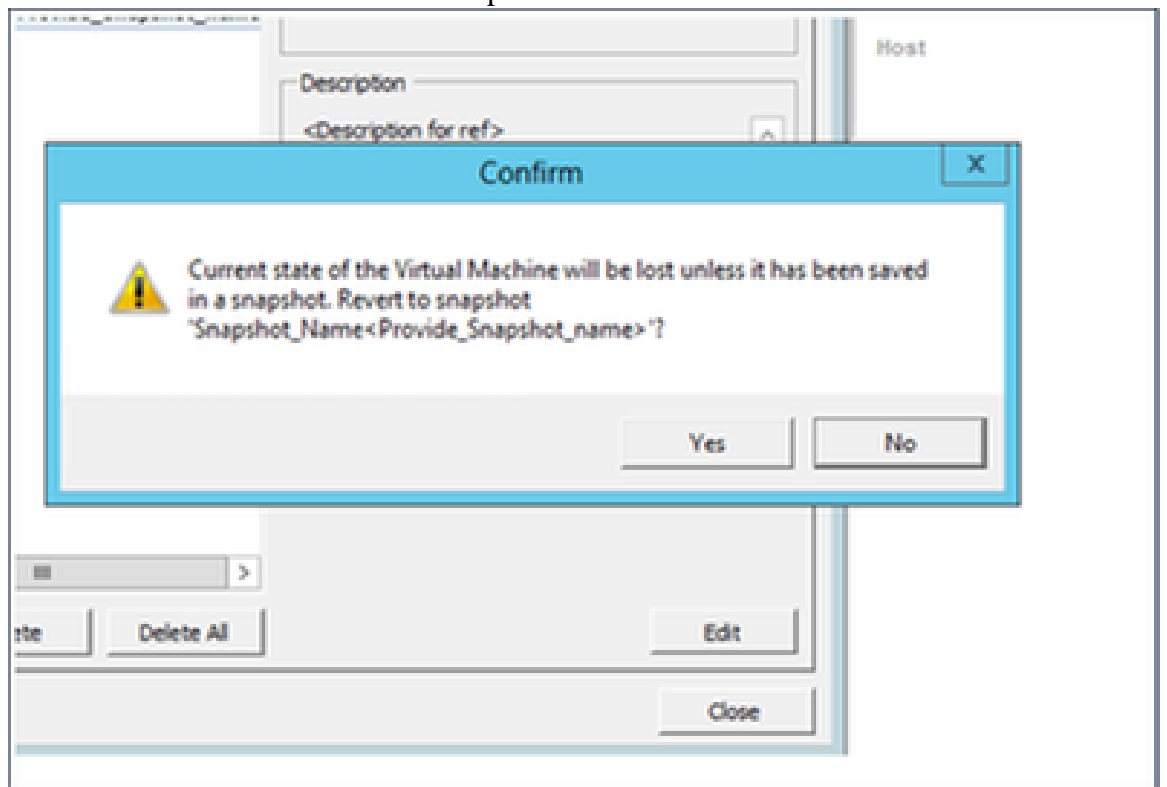 Host
Description
<Description for ref>
Confirm
X
Current state of the Virtual Machine will be lost unless it has been saved
in a snapshot. Revert to snapshot
'Snapshot_Name<Provide_Snapshot_name> '?
Yes
No
ete
Delete All
Edit
Close